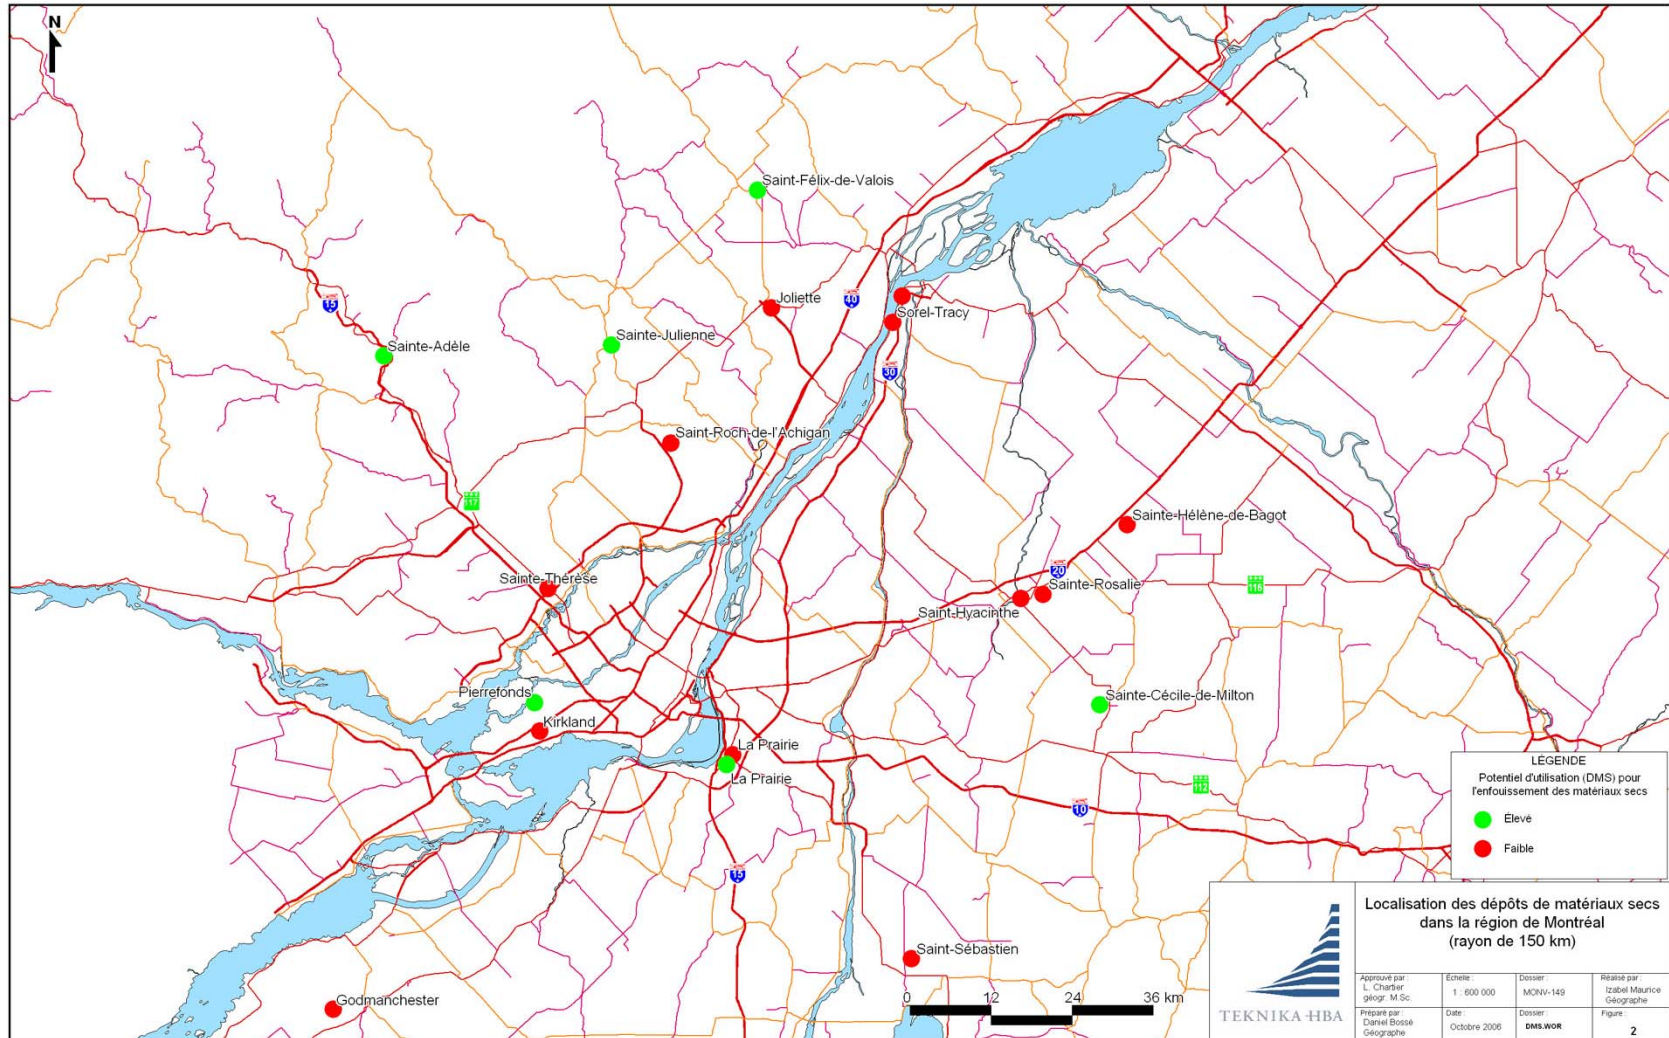 N
Saint-Félix-de-Valois
15
Joliette
40
Sorel-Tracy
Sainte-Julienne
Sainte-Adèle
30
Saint-Roch-de-l'Achigan
117
Sainte-Hélène-de-Bagot
20
Sainte-Thérèse
Sainte-Rosalie
116
Saint-Hyacinthe
Pierrefonds
Sainte-Cécile-de-Milton
Kirkland
La Prairie
La Prairie
112
10
15
Saint-Sébastien
Godmanchester
0 12 24 36 km
LÉGENDE
Potentiel d'utilisation (DMS) pour
l'enfouissement des matériaux secs
Élevé
Faible
TEKNIKA HBA
Localisation des dépôts de matériaux secs
dans la région de Montréal
(rayon de 150 km)
Approuvé par :
L. Chartier
géogr. M.Sc.
Échelle :
1 : 600 000
Dossier :
MONV-149
Réalisé par :
Izabel Maurice
Géographe
Préparé par :
Daniel Bossé
Géographe
Date :
Octobre 2006
Dossier :
DMS.WOR
Figure :
2